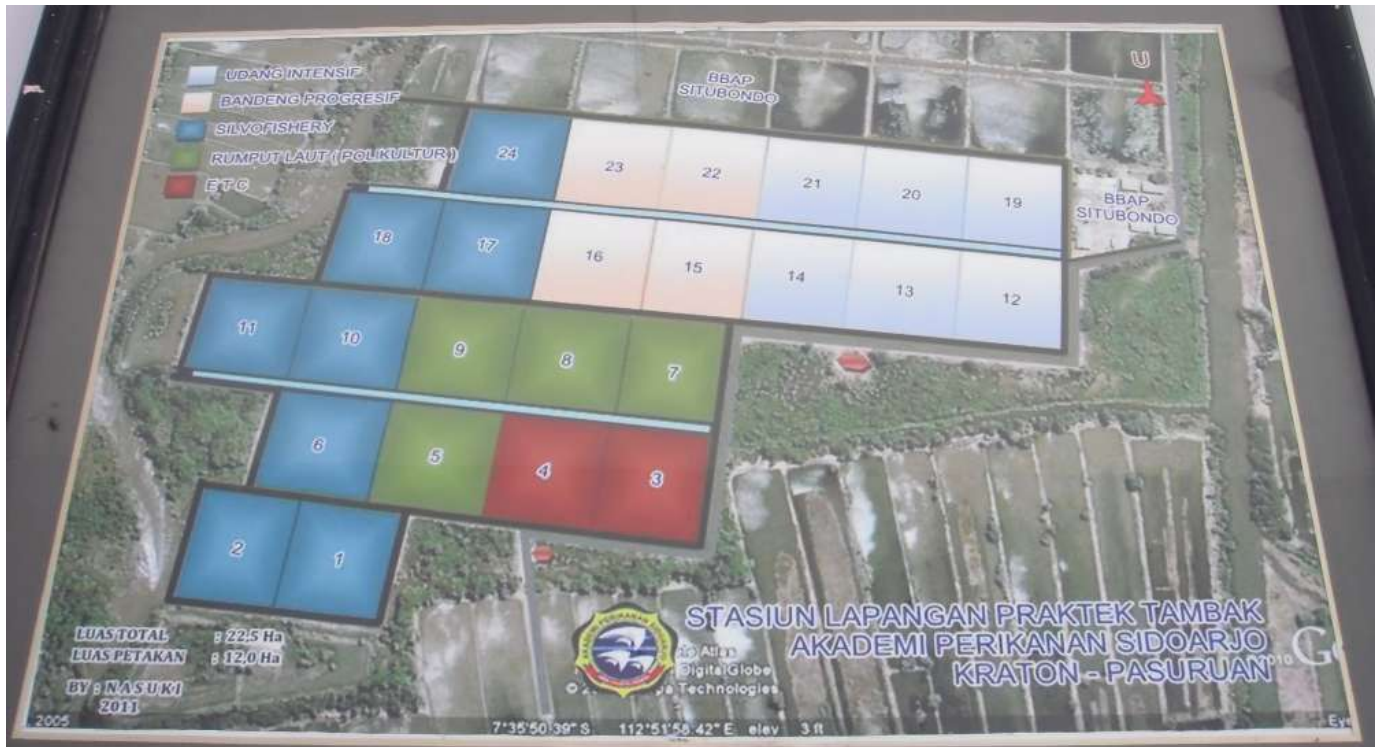 UDANG INTENSIF
BANDENG PROGRESIF
SILVOFISHERY
RUMPUT LAUT ( POLIKULTUR )
E T C
BBAP
SITUBONDO
U
24
23
22
21
20
19
BBAP
SITUBONDO
18
17
16
15
14
13
12
11
10
9
8
7
6
5
4
3
2
1
LUAS TOTAL : 22,5 Ha
LUAS PETAKAN : 12,0 Ha
BY : NASUKI
2011
STASIUN LAPANGAN PRAKTEK TAMBAK
AKADEMI PERIKANAN SIDOARJO
KRATON - PASURUAN
Atlas
DigitalGlobe
Technologies
2005
7°35'50.39" S 112°51'58.42" E elev 3 ft